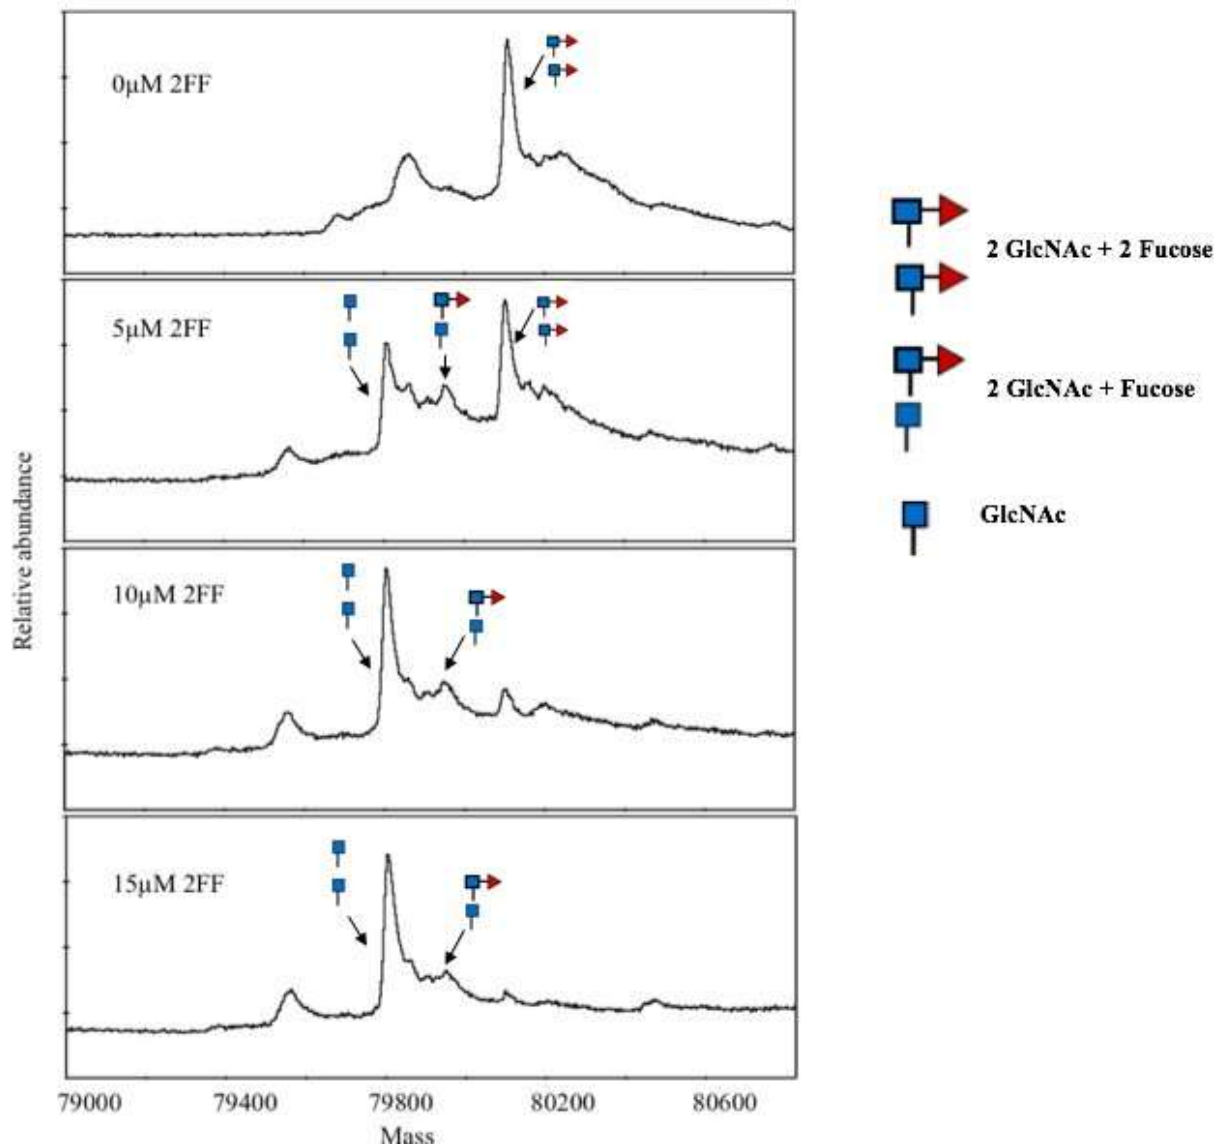 0μM 2FF
5μM 2FF
10μM 2FF
15μM 2FF
Relative abundance
79000 79400 79800 80200 80600
Mass
2 GlcNAc + 2 Fucose
2 GlcNAc + Fucose
GlcNAc